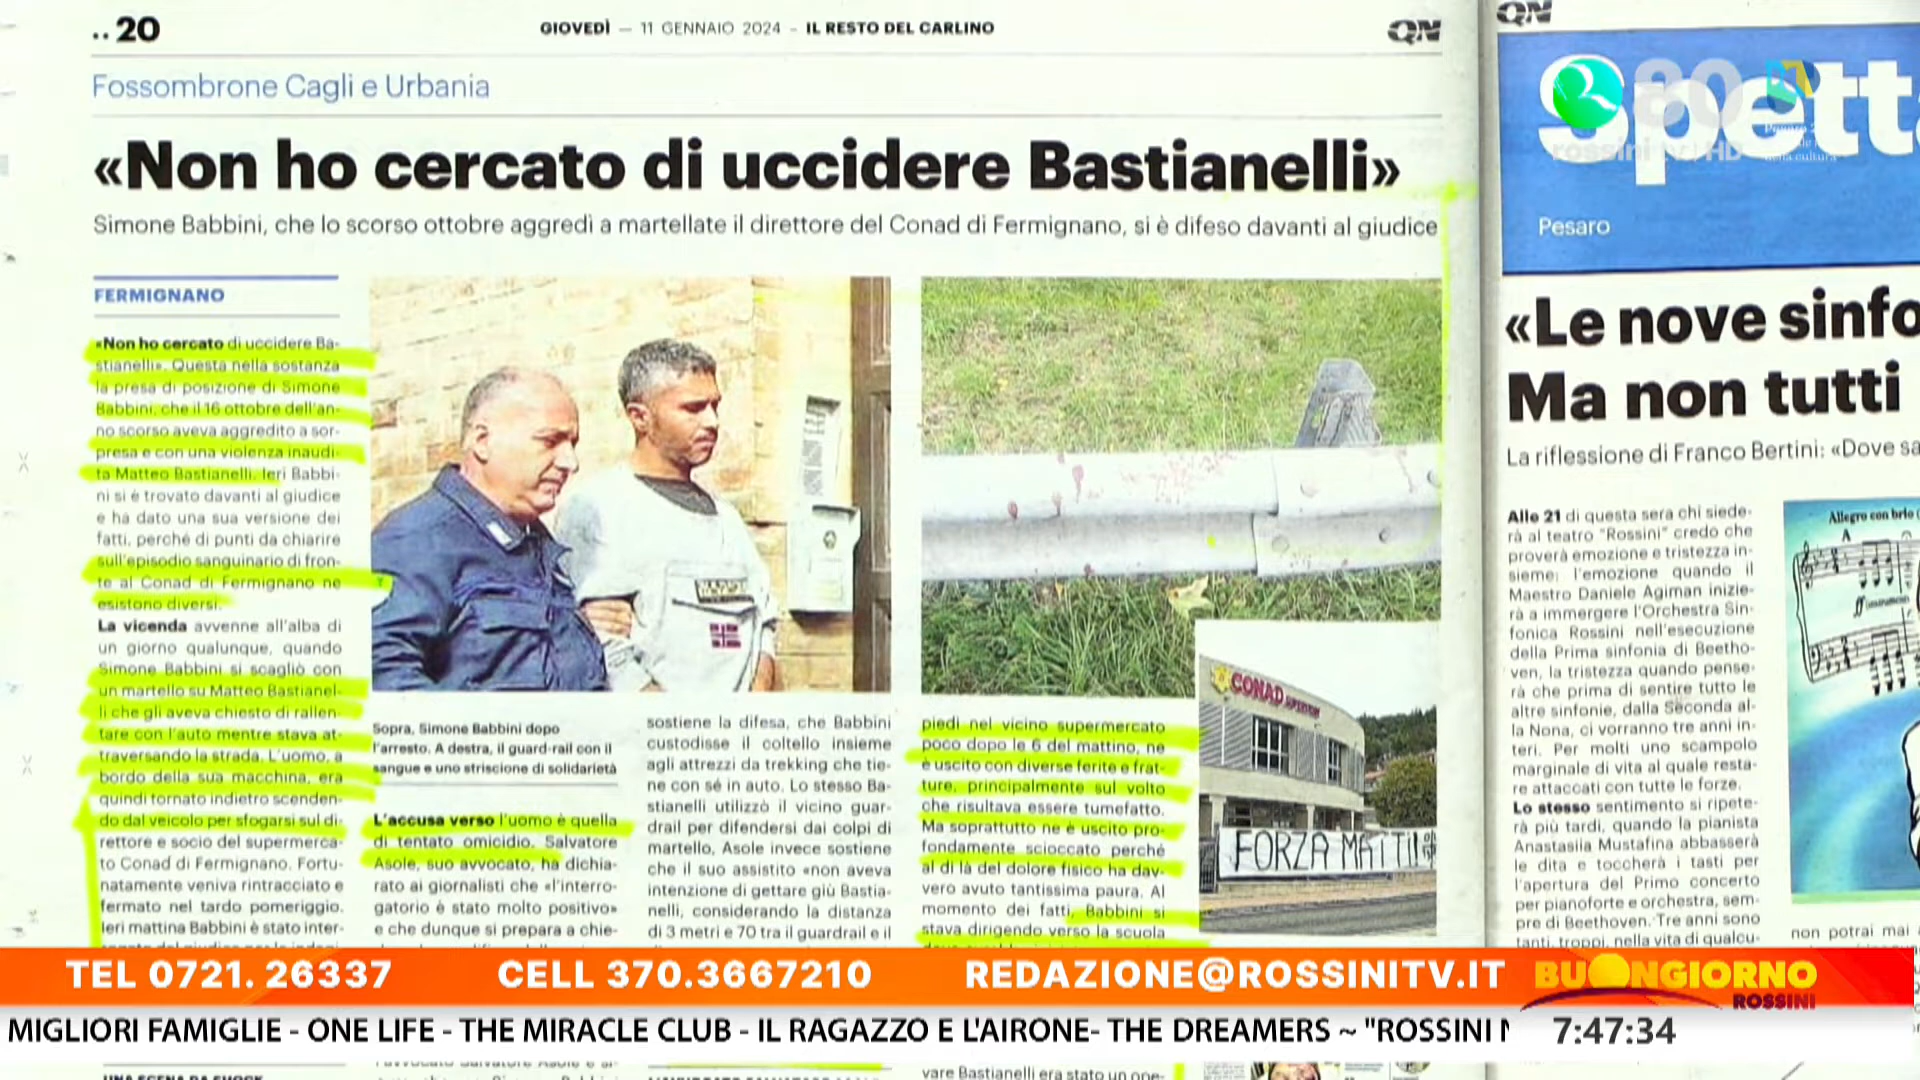 .. 20
GIOVEDÌ — 11 GENNAIO 2024 – IL RESTO DEL CARLINO
QN
Fossombrone Cagli e Urbania
«Non ho cercato di uccidere Bastianelli»
Simone Babbini, che lo scorso ottobre aggredì a martellate il direttore del Conad di Fermignano, si è difeso davanti al giudice
FERMIGNANO
«Non ho cercato di uccidere Ba-
stianelli». Questa nella sostanza
la presa di posizione di Simone
Babbini, che il 16 ottobre dell'an-
no scorso aveva aggredito a sor-
presa e con una violenza inaudi-
ta Matteo Bastianelli. Ieri Babbi-
ni si è trovato davanti al giudice
e ha dato una sua versione dei
fatti, perché di punti da chiarire
sull'episodio sanguinario di fron-
te al Conad di Fermignano ne
esistono diversi.
La vicenda avvenne all'alba di
un giorno qualunque, quando
Simone Babbini si scagliò con
un martello su Matteo Bastianel-
li che gli aveva chiesto di rallen-
tare con l'auto mentre stava at-
traversando la strada. L'uomo, a
bordo della sua macchina, era
quindi tornato indietro scenden-
do dal veicolo per sfogarsi sul di-
rettore e socio del supermerca-
to Conad di Fermignano. Fortu-
natamente veniva rintracciato e
fermato nel tardo pomeriggio.
Ieri mattina Babbini è stato inter-
Sopra, Simone Babbini dopo
l'arresto. A destra, il guard-rail con il
sangue e uno striscione di solidarietà
L'accusa verso l'uomo è quella
di tentato omicidio. Salvatore
Asole, suo avvocato, ha dichia-
rato ai giornalisti che «l'interro-
gatorio è stato molto positivo»
e che dunque si prepara a chie-
sostiene la difesa, che Babbini
custodisse il coltello insieme
agli attrezzi da trekking che tie-
ne con sé in auto. Lo stesso Ba-
stianelli utilizzò il vicino guar-
drail per difendersi dai colpi di
martello, Asole invece sostiene
che il suo assistito «non aveva
intenzione di gettare giù Bastia-
nelli, considerando la distanza
di 3 metri e 70 tra il guardrail e il
piedi nel vicino supermercato
poco dopo le 6 del mattino, ne
è uscito con diverse ferite e frat-
ture, principalmente sul volto
che risultava essere tumefatto.
Ma soprattutto ne è uscito pro-
fondamente scioccato perché
al di là del dolore fisico ha dav-
vero avuto tantissima paura. Al
momento dei fatti, Babbini si
stava dirigendo verso la scuola
vare Bastianelli era stato un ope-
CONAD
FORZA MATTI!
QN
Spetta
rossini tv HD
80
Pesaro
«Le nove sinfo
Ma non tutti
La riflessione di Franco Bertini: «Dove sa
Alle 21 di questa sera chi siede-
rà al teatro "Rossini" credo che
proverà emozione e tristezza in-
sieme: l'emozione quando il
Maestro Daniele Agiman inizie-
rà a immergere l'Orchestra Sin-
fonica Rossini nell'esecuzione
della Prima sinfonia di Beetho-
ven, la tristezza quando pense-
rà che prima di sentire tutto le
altre sinfonie, dalla Seconda al-
la Nona, ci vorranno tre anni in-
teri. Per molti uno scampolo
marginale di vita al quale resta-
re attaccati con tutte le forze.
Lo stesso sentimento si ripete-
rà più tardi, quando la pianista
Anastasiia Mustafina abbasserà
le dita e toccherà i tasti per
l'apertura del Primo concerto
per pianoforte e orchestra, sem-
pre di Beethoven. Tre anni sono
tanti, troppi, nella vita di qualcu-
Allegro con brio
non potrai mai
TEL 0721. 26337 CELL 370.3667210 REDAZIONE@ROSSINITV.IT
BUONGIORNO
ROSSINI
MIGLIORI FAMIGLIE - ONE LIFE - THE MIRACLE CLUB - IL RAGAZZO E L'AIRONE- THE DREAMERS ~ "ROSSINI
7:47:34